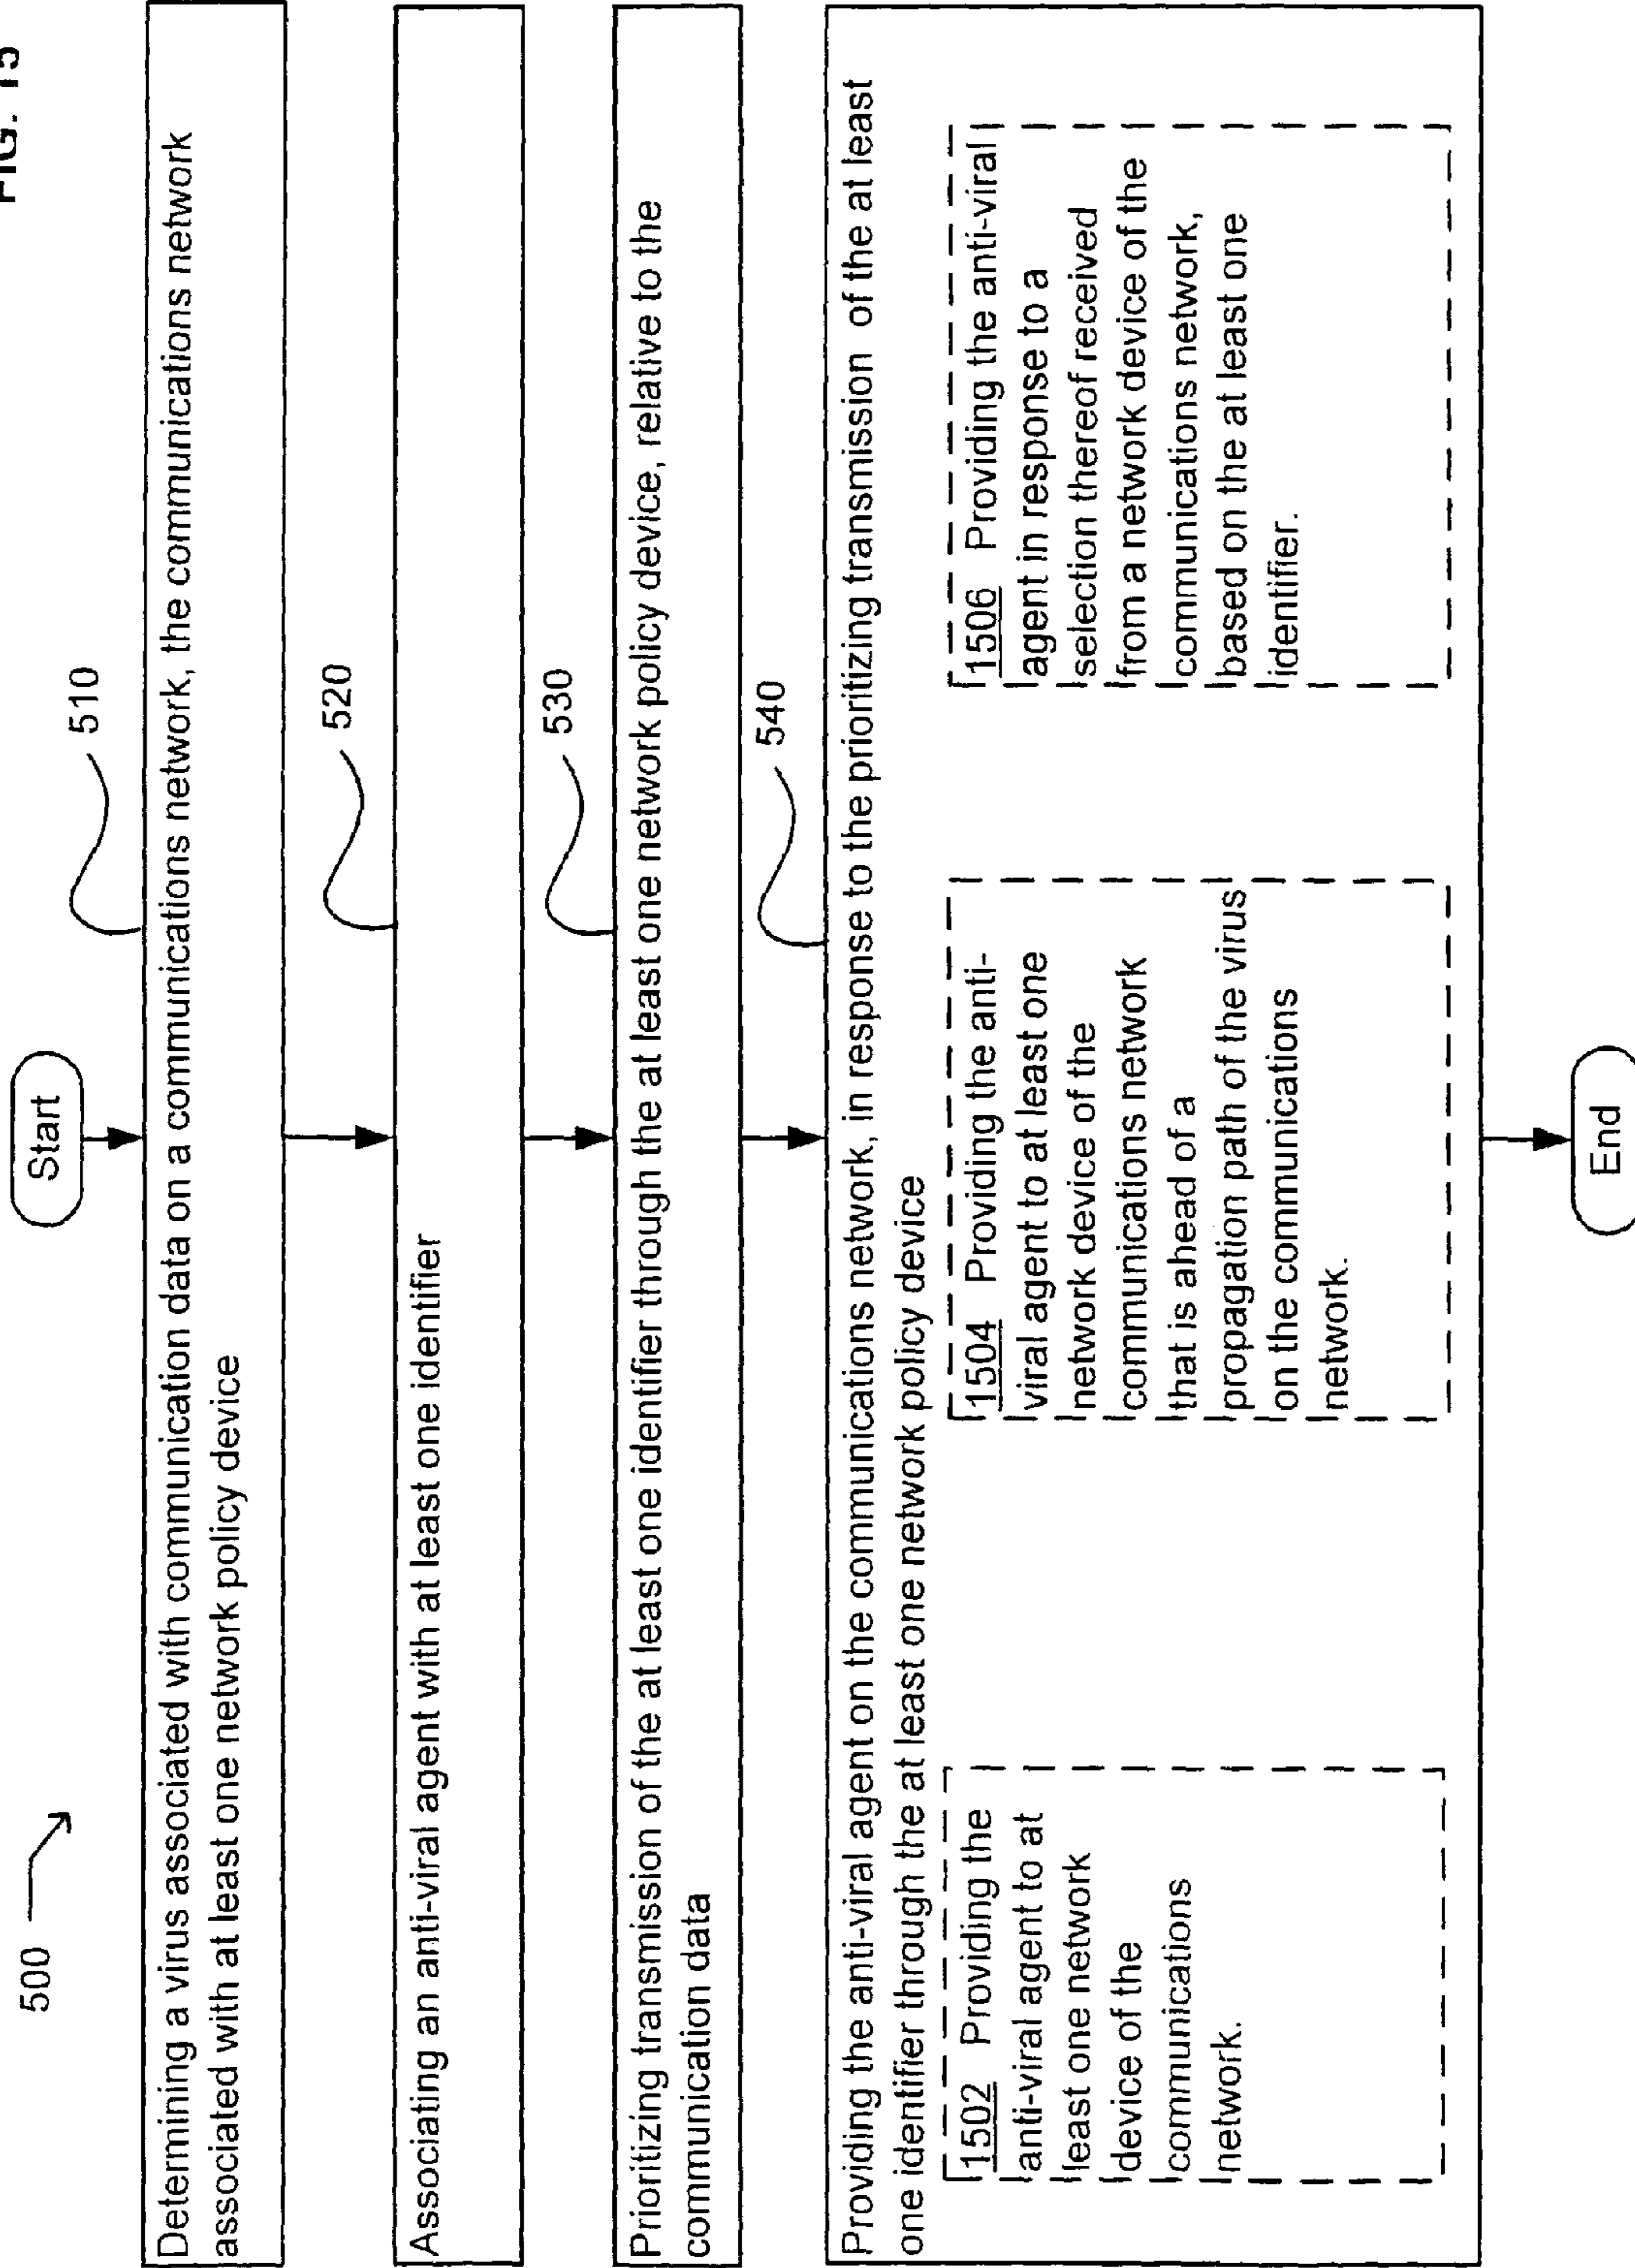 FIG. 15
500
Start
510
Determining a virus associated with communication data on a communications network, the communications network
associated with at least one network policy device
520
Associating an anti-viral agent with at least one identifier
530
Prioritizing transmission of the at least one identifier through the at least one network policy device, relative to the
communication data
540
Providing the anti-viral agent on the communications network, in response to the prioritizing transmission of the at least
one identifier through the at least one network policy device
1502 Providing the
anti-viral agent to at
least one network
device of the
communications
network.
1504 Providing the anti-
viral agent to at least one
network device of the
communications network
that is ahead of a
propagation path of the virus
on the communications
network.
1506 Providing the anti-viral
agent in response to a
selection thereof received
from a network device of the
communications network,
based on the at least one
identifier.
End